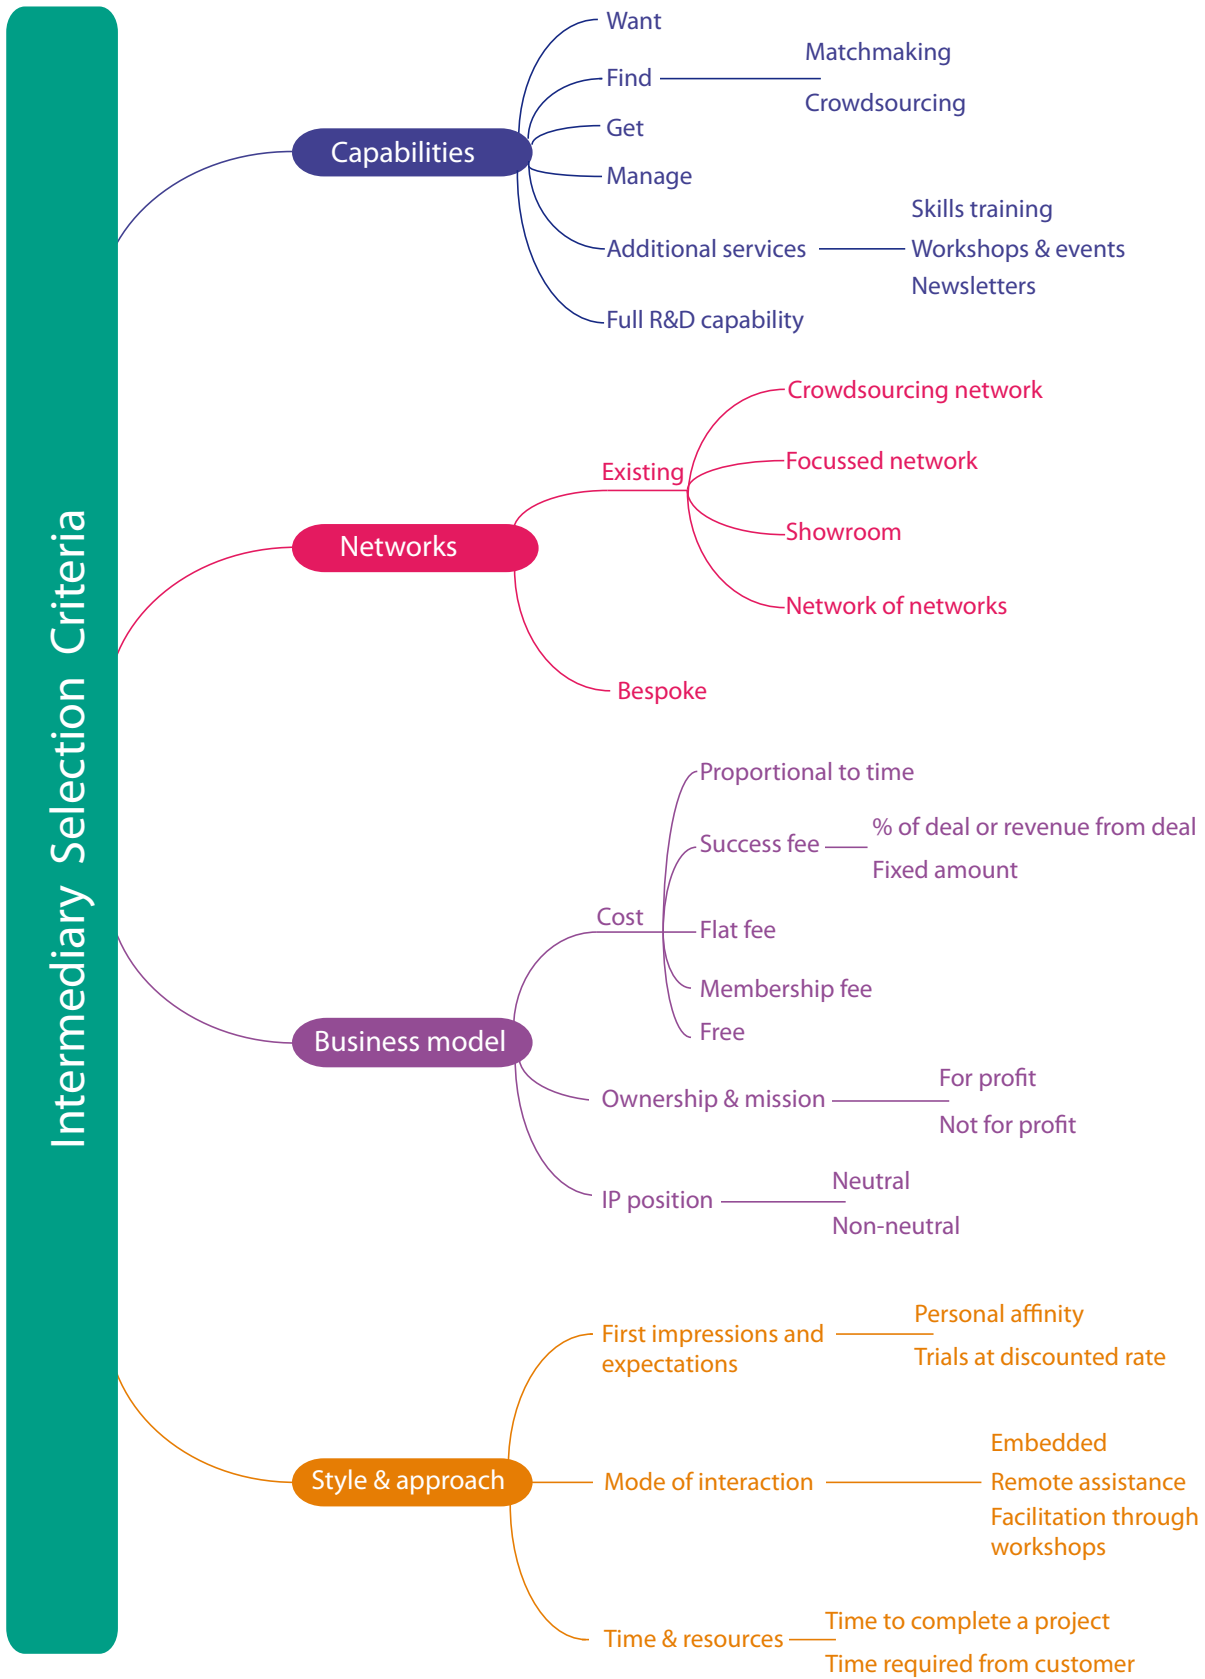 Intermediary Selection Criteria
Capabilities
Want
Find
Matchmaking
Crowdsourcing
Get
Manage
Additional services
Skills training
Workshops & events
Newsletters
Full R&D capability
Networks
Existing
Crowdsourcing network
Focussed network
Showroom
Network of networks
Bespoke
Business model
Cost
Proportional to time
Success fee
% of deal or revenue from deal
Fixed amount
Flat fee
Membership fee
Free
Ownership & mission
For profit
Not for profit
IP position
Neutral
Non-neutral
Style & approach
First impressions and
expectations
Personal affinity
Trials at discounted rate
Mode of interaction
Embedded
Remote assistance
Facilitation through
workshops
Time & resources
Time to complete a project
Time required from customer